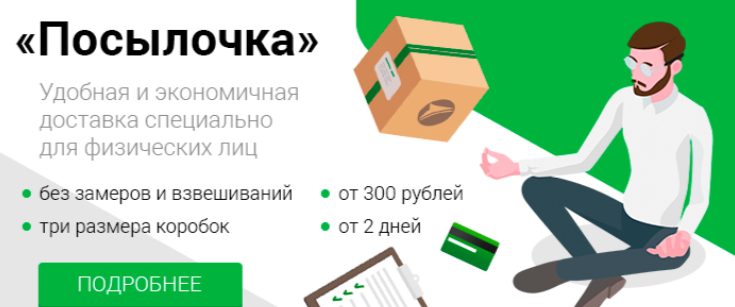 «Посылочка»
Удобная и экономичная
доставка специально
для физических лиц
• без замеров и взвешиваний
• три размера коробок
• от 300 рублей
• от 2 дней
ПОДРОБНЕЕ